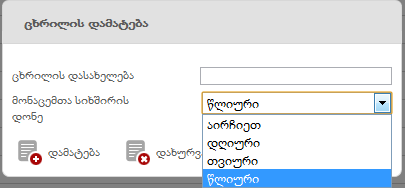 ცხრილის დამატება
ცხრილის დასახელება
მონაცემთა სიხშირის
დონე
წლიური
აირჩიეთ
დღიური
თვიური
წლიური
დამატება
დახურვ